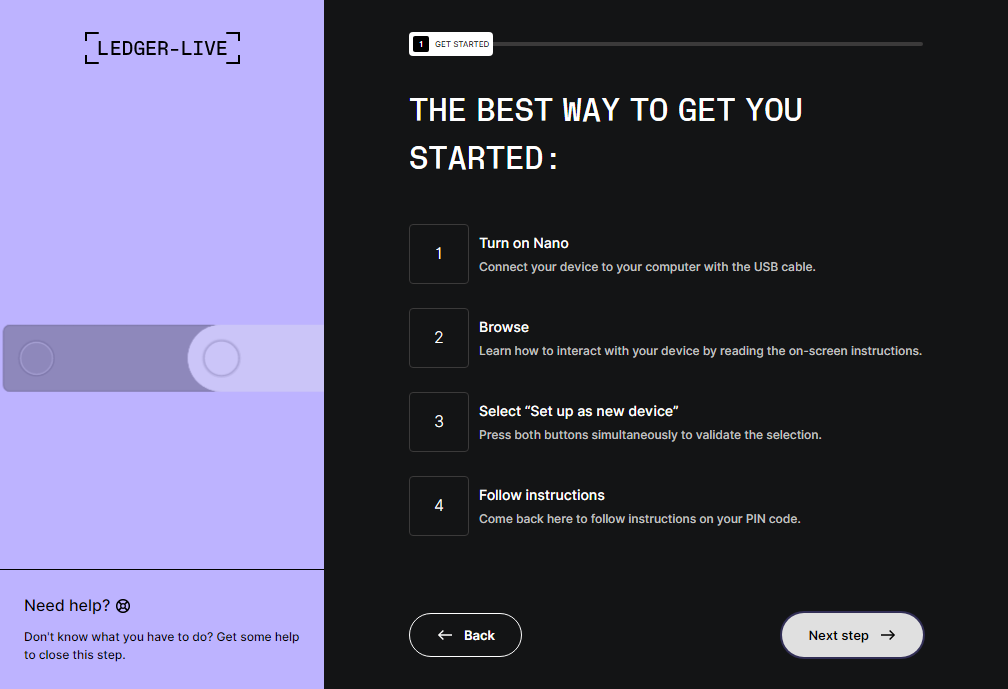 LEDGER-LIVE
1 GET STARTED
THE BEST WAY TO GET YOU
STARTED:
1
Turn on Nano
Connect your device to your computer with the USB cable.
2
Browse
Learn how to interact with your device by reading the on-screen instructions.
3
Select “Set up as new device”
Press both buttons simultaneously to validate the selection.
4
Follow instructions
Come back here to follow instructions on your PIN code.
Need help?
Don't know what you have to do? Get some help
to close this step.
Back
Next step